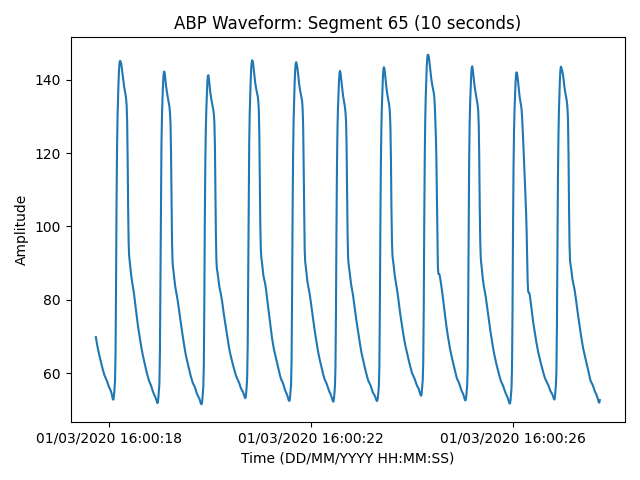 ABP Waveform: Segment 65 (10 seconds)
Amplitude
140
120
100
80
60
01/03/2020 16:00:18
01/03/2020 16:00:22
01/03/2020 16:00:26
Time (DD/MM/YYYY HH:MM:SS)